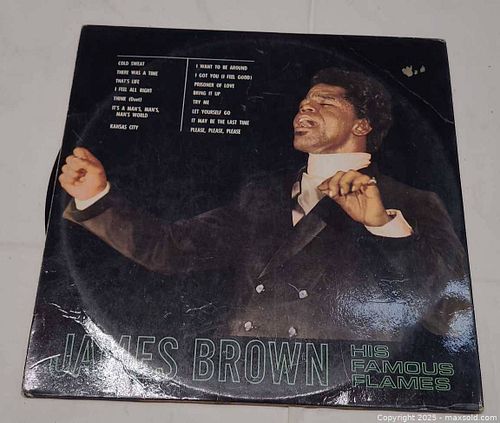 COLD SWEAT
THERE WAS A TIME
THAT'S LIFE
I FEEL ALL RIGHT
THINK (Duet)
IT'S A MAN'S, MAN'S,
MAN'S WORLD
KANSAS CITY
I WANT TO BE AROUND
I GOT YOU (I FEEL GOOD)
PRISONER OF LOVE
BRING IT UP
TRY ME
LET YOURSELF GO
IT MAY BE THE LAST TIME
PLEASE, PLEASE, PLEASE
JAMES BROWN
HIS
FAMOUS
FLAMES
Copyright 2025 - maxsold.com